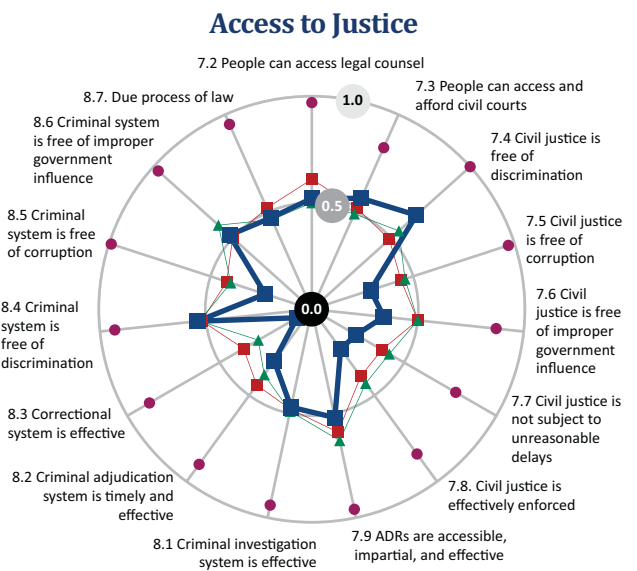 Access to Justice
7.2 People can access legal counsel
1.0
7.3 People can access and
afford civil courts
7.4 Civil justice is
free of
discrimination
7.5 Civil justice
is free of
corruption
7.6 Civil
justice is free
of improper
government
influence
7.7 Civil justice is
not subject to
unreasonable
delays
7.8. Civil justice is
effectively enforced
7.9 ADRs are accessible,
impartial, and effective
8.1 Criminal investigation
system is effective
8.2 Criminal adjudication
system is timely and
effective
8.3 Correctional
system is effective
8.4 Criminal
system is
free of
discrimination
8.5 Criminal
system is free
of corruption
8.6 Criminal system
is free of improper
government
influence
8.7. Due process of law
0.5
0.0